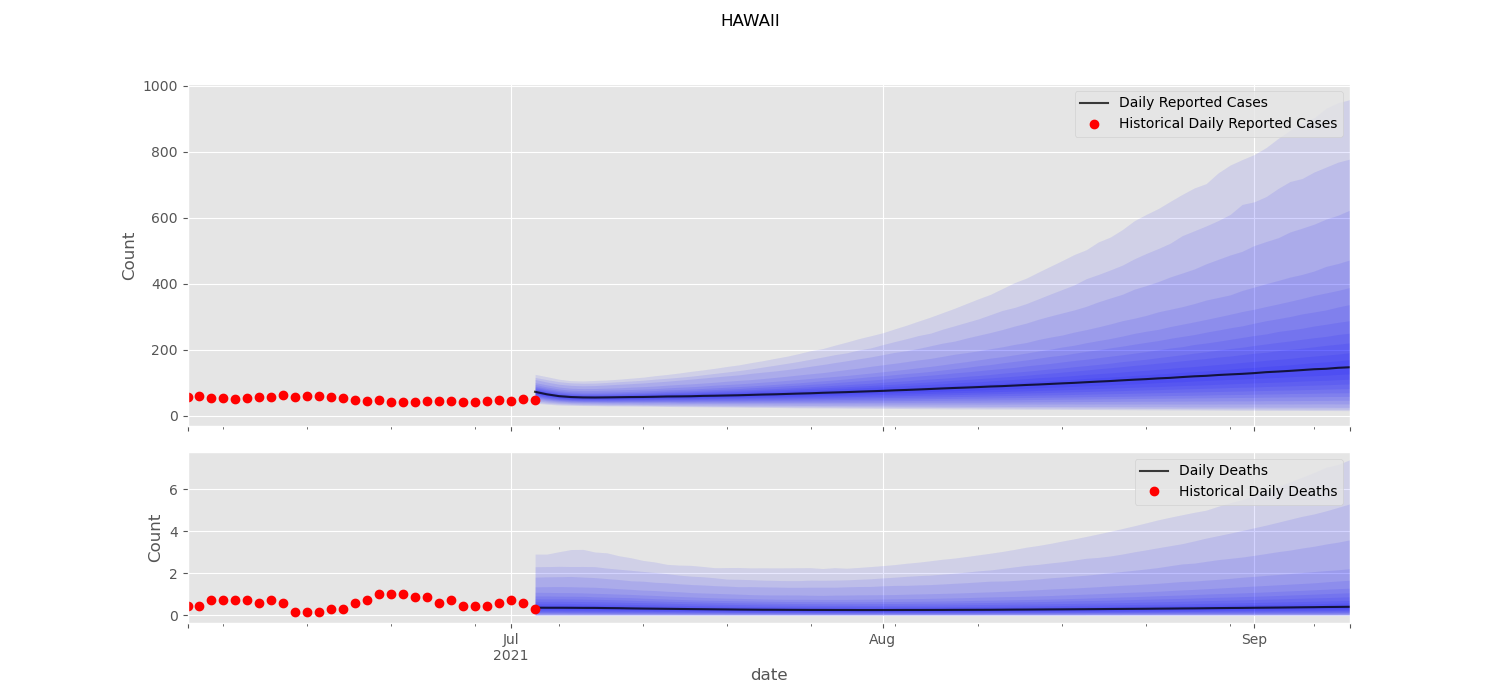 HAWAII
1000
800
600
400
200
0
Count
Daily Reported Cases
Historical Daily Reported Cases
6
4
2
0
Count
Daily Deaths
Historical Daily Deaths
Jul
2021
Aug
Sep
date